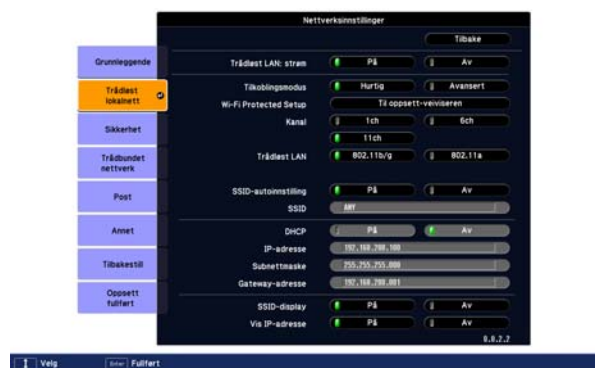 Nettverksinnstillinger
Tilbake
Grunnleggende
Trådløst
lokalnett
Sikkerhet
Trådbundet
nettverk
Post
Annet
Tilbakestill
Oppsett
fullført
Trådløst LAN: strøm På Av
Tilkoblingsmodus Hurtig Avansert
Wi-Fi Protected Setup Til oppsett-veiviseren
Kanal 1ch 6ch
11ch
Trådløst LAN 802.11b/g 802.11a
SSID-autoinnstilling På Av
SSID ANY
DHCP På Av
IP-adresse 192.168.200.100
Subnettmaske 255.255.255.000
Gateway-adresse 192.168.200.001
SSID-display På Av
Vis IP-adresse På Av
0.0.2.2
Velg Enter Fullført